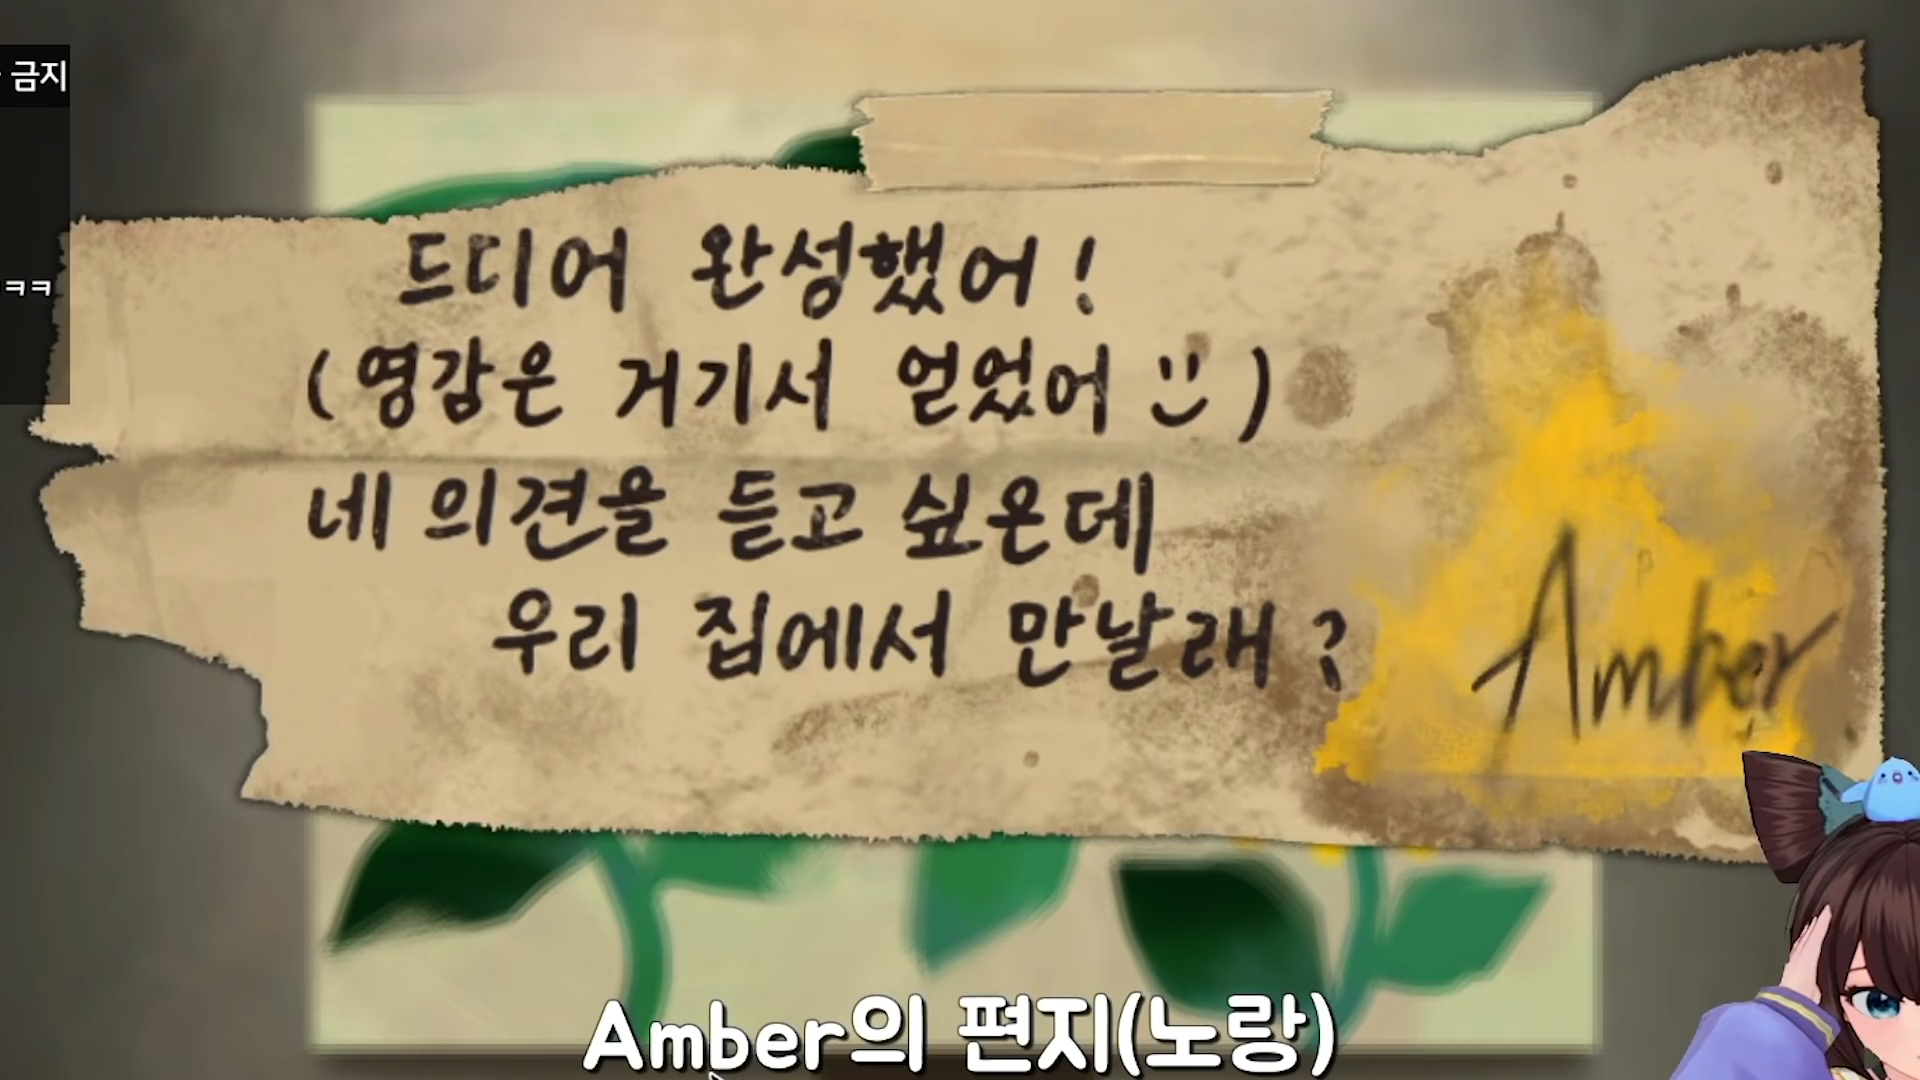 금지
ㅋㅋ
드디어 완성했어!
(영감은 거기서 얻었어 :))
네 의견을 듣고 싶은데
우리 집에서 만날래?
Amber
Amber의 편지(노랑)